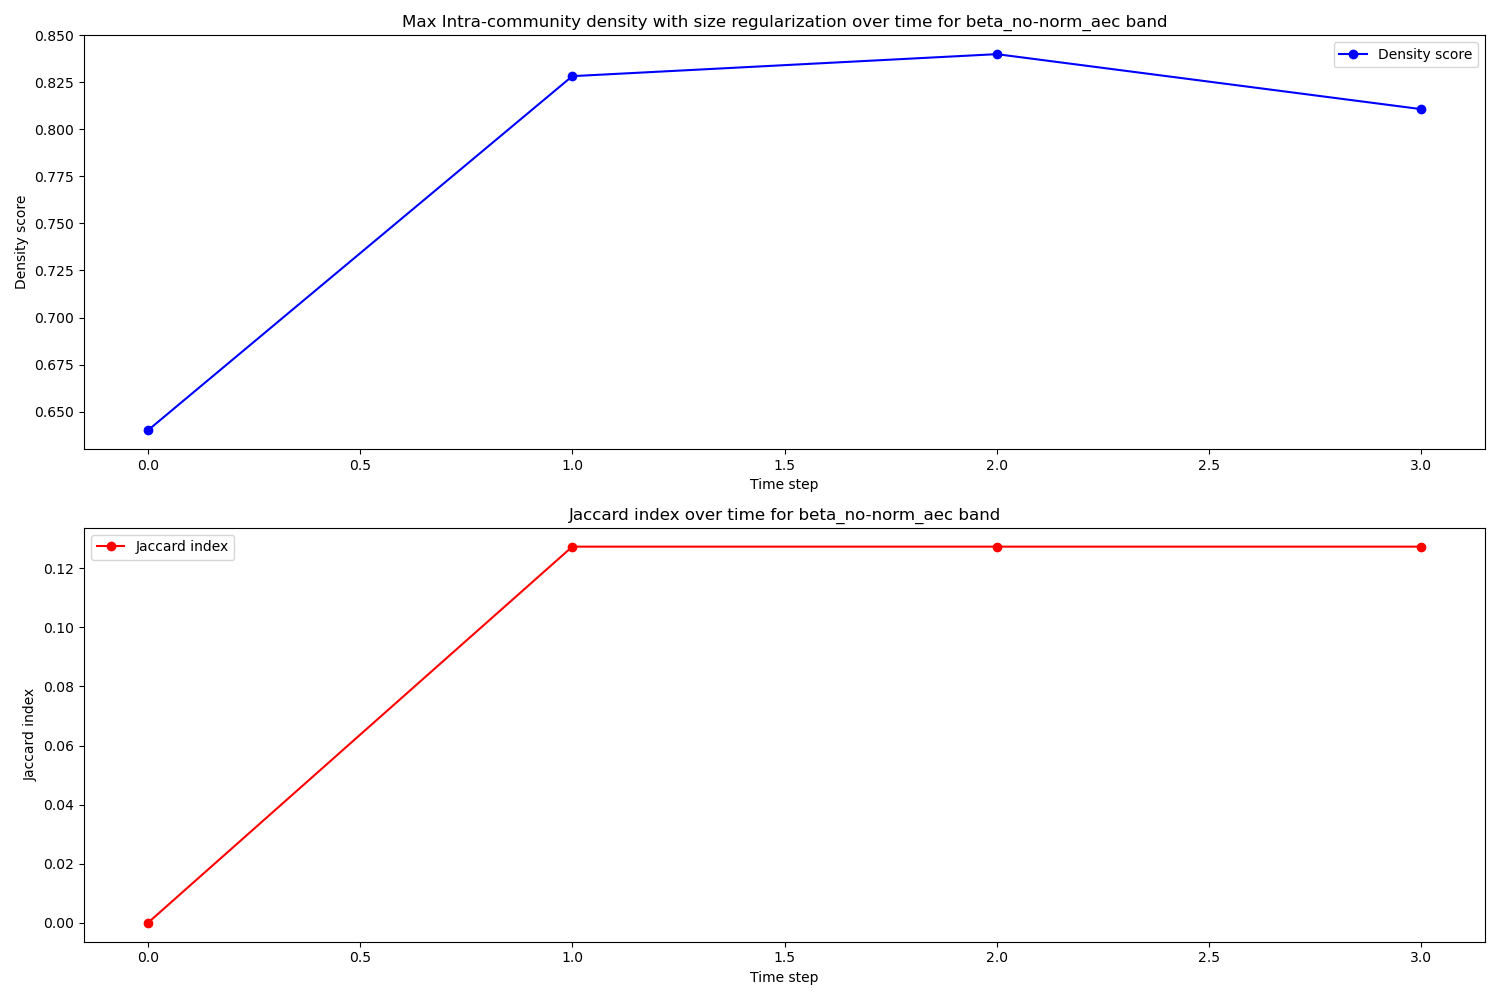 Max Intra-community density with size regularization over time for beta_no-norm_aec band
0.850
0.825
0.800
0.775
0.750
0.725
0.700
0.675
0.650
Density score
Density score
0.0 0.5 1.0 1.5 2.0 2.5 3.0
Time step
Jaccard index over time for beta_no-norm_aec band
Jaccard index
0.12
0.10
0.08
0.06
0.04
0.02
0.00
Jaccard index
0.0 0.5 1.0 1.5 2.0 2.5 3.0
Time step